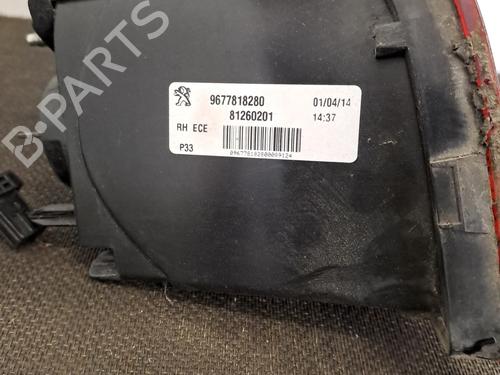 9677818280 01/04/14
81260201 14:37
RH ECE
P33
B-PARTS